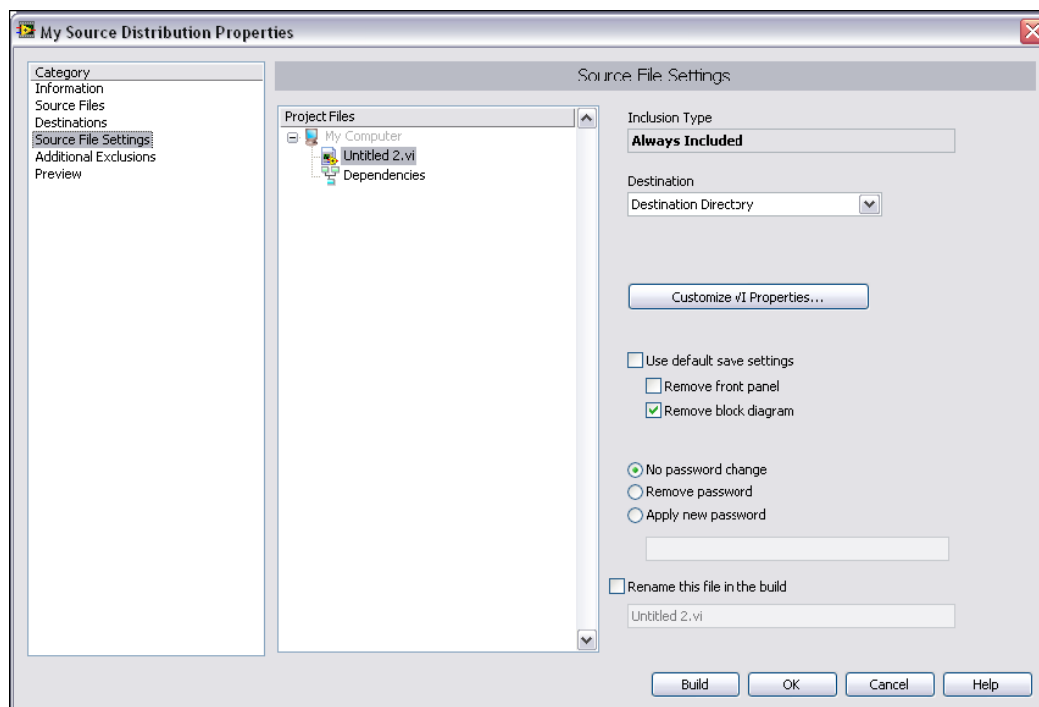 My Source Distribution Properties
Category
Information
Source Files
Destinations
Source File Settings
Additional Exclusions
Preview
Source File Settings
Project Files
My Computer
Untitled 2.vi
Dependencies
Inclusion Type
Always Included
Destination
Destination Directory
Customize VI Properties...
Use default save settings
Remove front panel
Remove block diagram
No password change
Remove password
Apply new password
Rename this file in the build
Untitled 2.vi
Build
OK
Cancel
Help